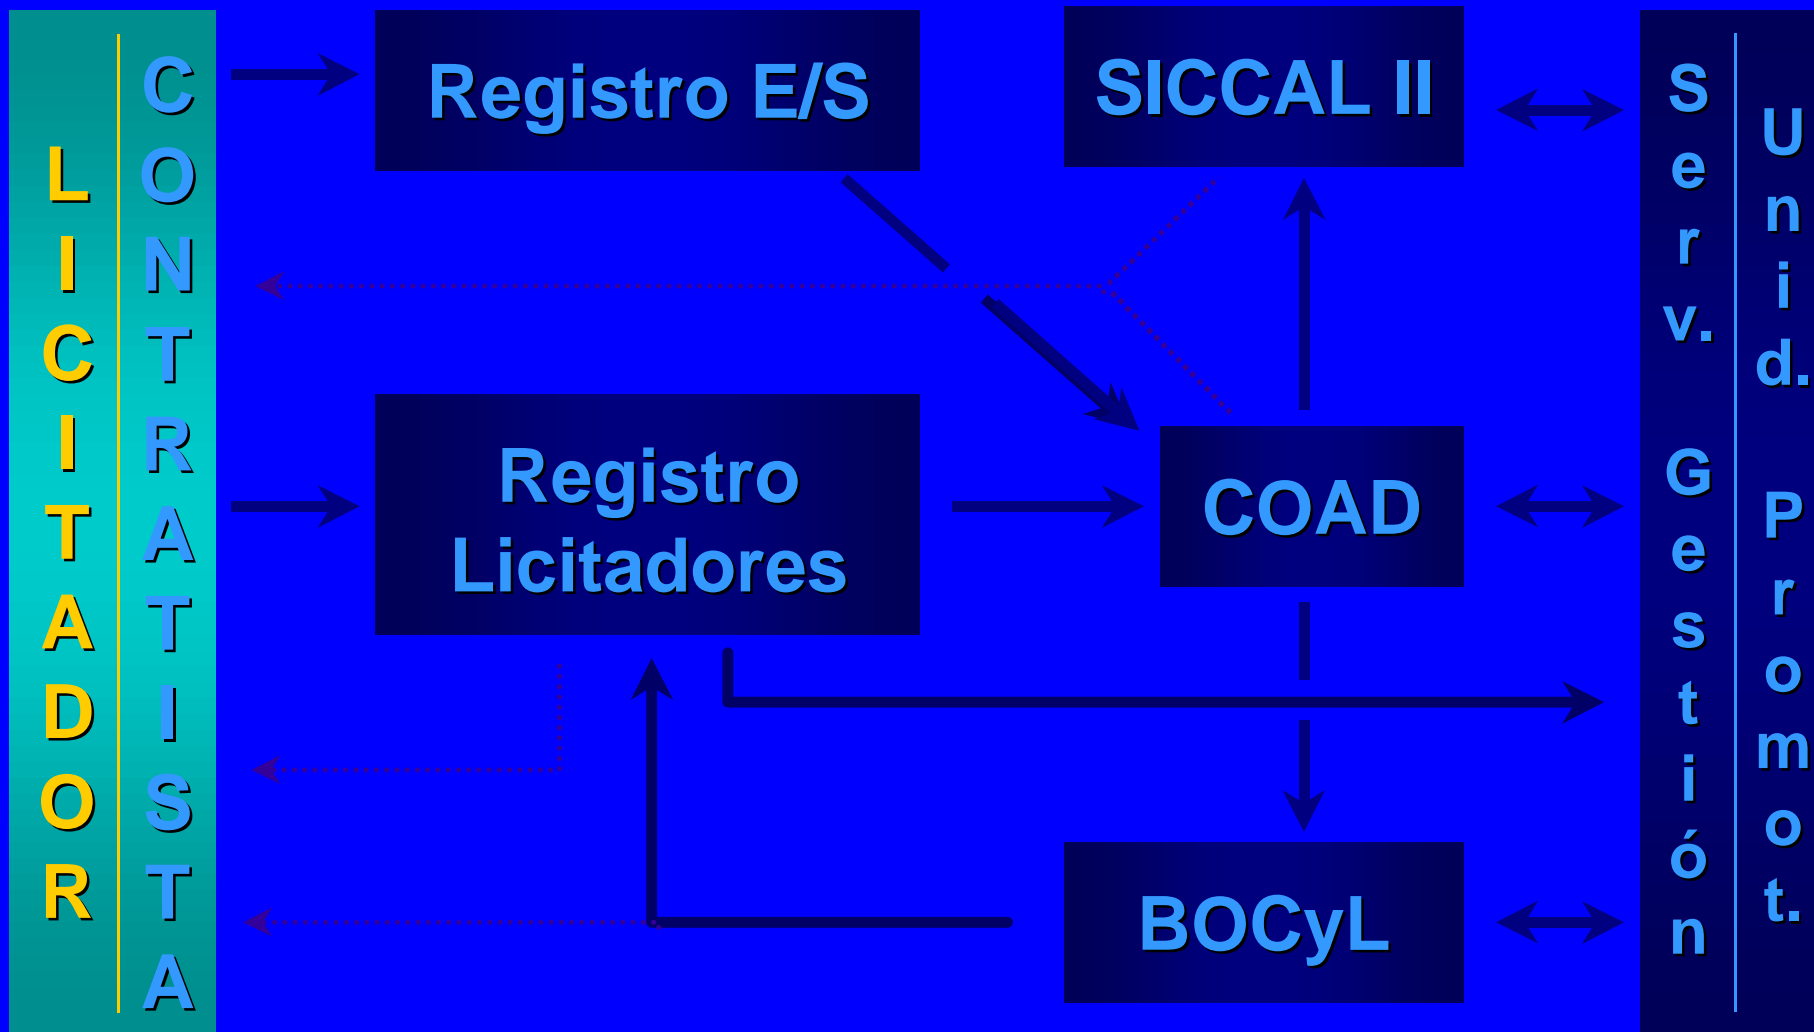 LICITADOR
CONTRATISTA
Registro E/S
SICCAL II
Registro
Licitadores
COAD
BOCyL
Serv. Gestión
Unid. Promot.